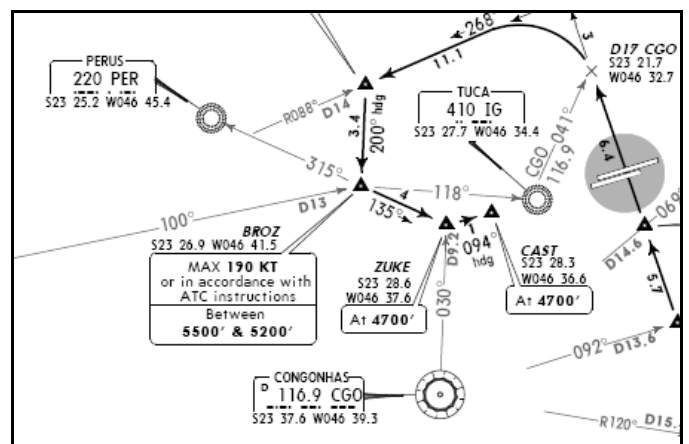 PERUS
220 PER
S23 25.2 W046 45.4
R088°
D14
315°
100°
D13
268°
11.1
3.4
200° hdg
TUCA
410 IG
S23 27.7 W046 34.4
CGO 041°
116.9
3
D17 CGO
S23 21.7
W046 32.7
6.4
118°
4
135°
BROZ
S23 26.9 W046 41.5
MAX 190 KT
or in accordance with
ATC instructions
Between
5500' & 5200'
ZUKE
S23 28.6
W046 37.6
At 4700'
D9.2
1
094°
hdg
CAST
S23 28.3
W046 36.6
At 4700'
030°
D14.6
069°
5.7
092°
D13.6
R120°
D15.
CONGONHAS
D 116.9 CGO
S23 37.6 W046 39.3